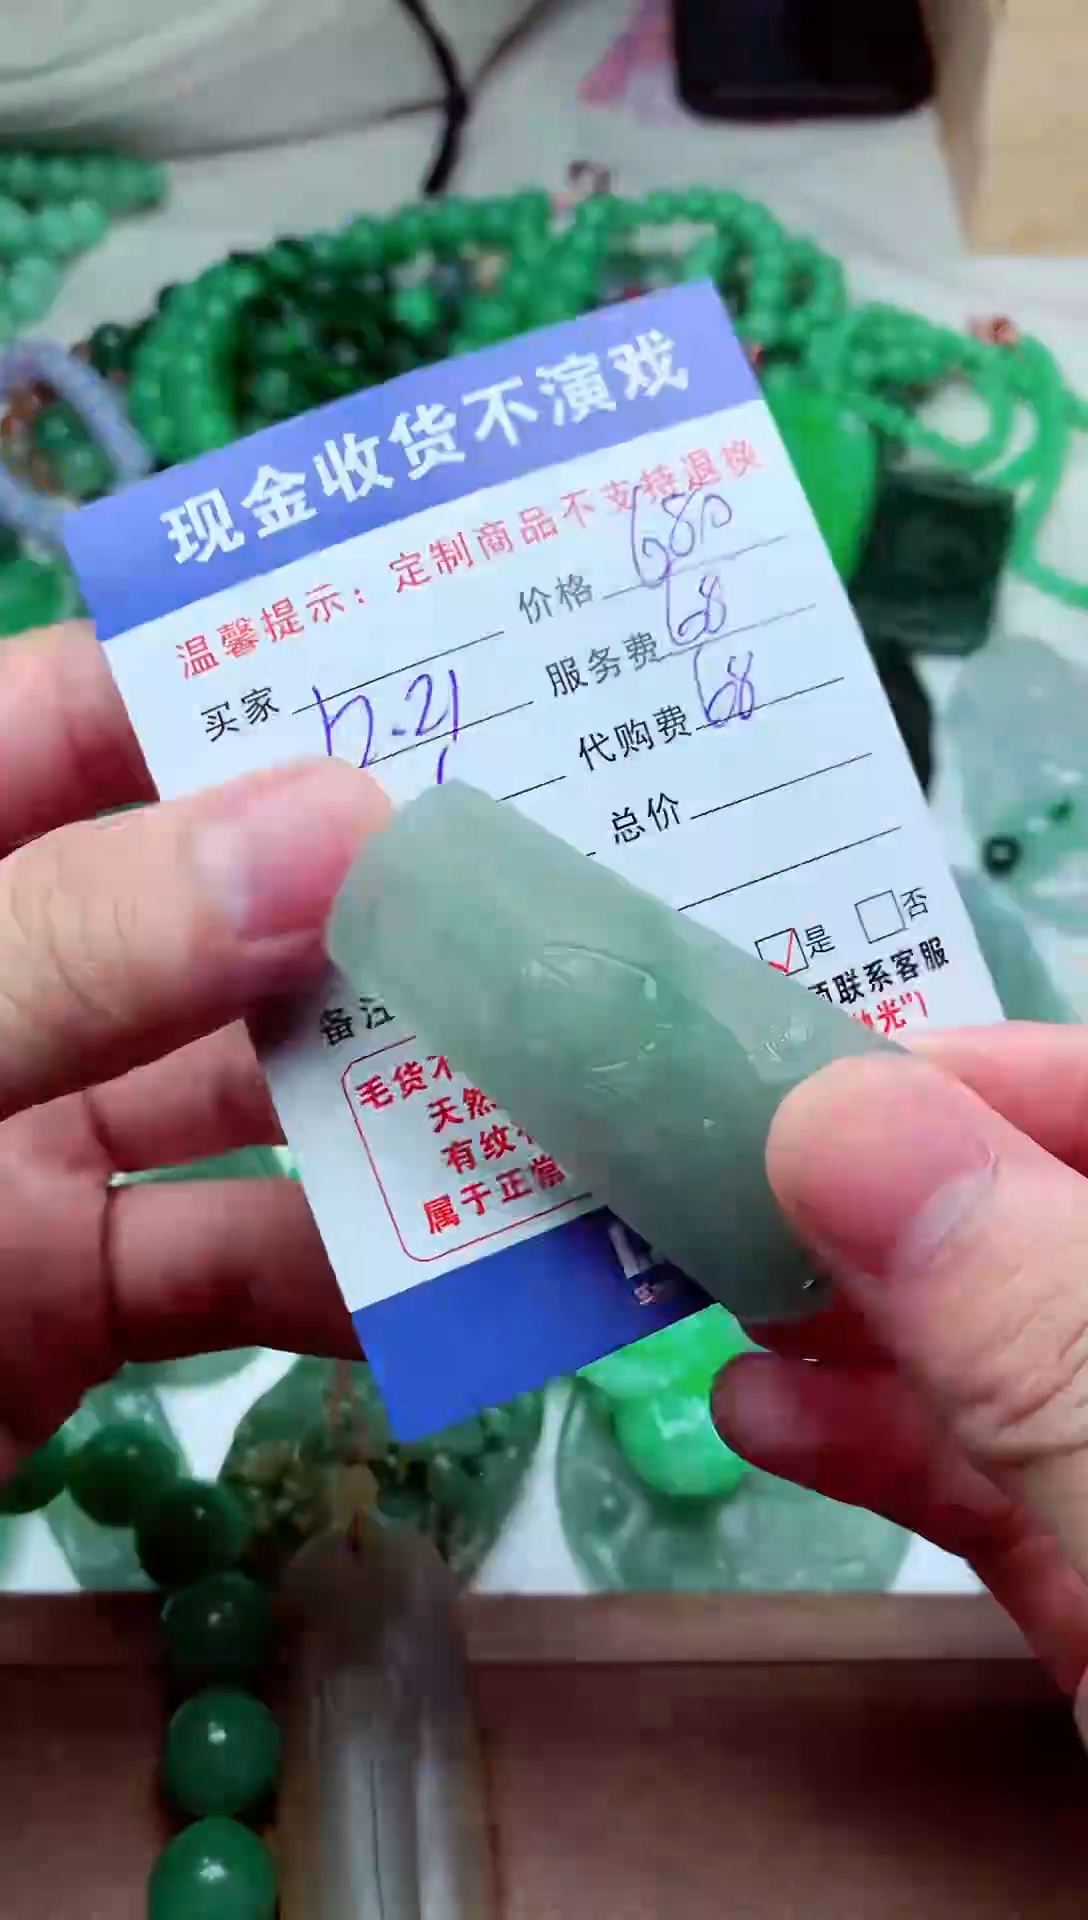 现金收货不演戏
温馨提示：定制商品不支持退换
买家 价格 680
12.21 服务费 68
代购费 68
总价
是 否
联系客服
备注 光”)
毛货不
天然
有纹
属于正常